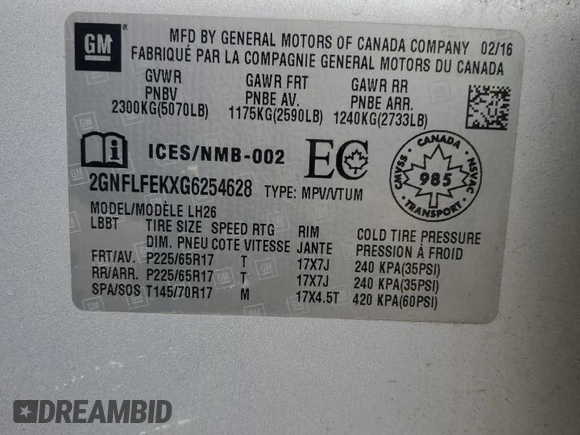 GM
MFD BY GENERAL MOTORS OF CANADA COMPANY 02/16
FABRIQUÉ PAR LA COMPAGNIE GENERAL MOTORS DU CANADA
GVWR GAWR FRT GAWR RR
PNBV PNBE AV. PNBE ARR.
2300KG(5070LB) 1175KG(2590LB) 1240KG(2733LB)
ICES/NMB-002 EC
CANADA
CMVSS NSVAC
985
TRANSPORT
2GNFLFEKXG6254628 TYPE: MPV/VTUM
MODEL/MODÈLE LH26
LBBT TIRE SIZE SPEED RTG RIM COLD TIRE PRESSURE
DIM. PNEU COTE VITESSE JANTE PRESSION À FROID
FRT/AV. P225/65R17 T 17X7J 240 KPA(35PSI)
RR/ARR. P225/65R17 T 17X7J 240 KPA(35PSI)
SPA/SOS T145/70R17 M 17X4.5T 420 KPA(60PSI)
DREAMBID